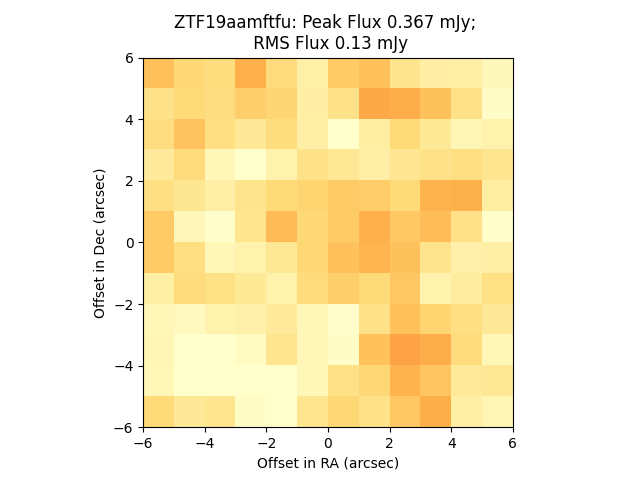 ZTF19aamftfu: Peak Flux 0.367 mJy;
RMS Flux 0.13 mJy
6
4
2
0
−2
−4
−6
Offset in Dec (arcsec)
−6 −4 −2 0 2 4 6
Offset in RA (arcsec)